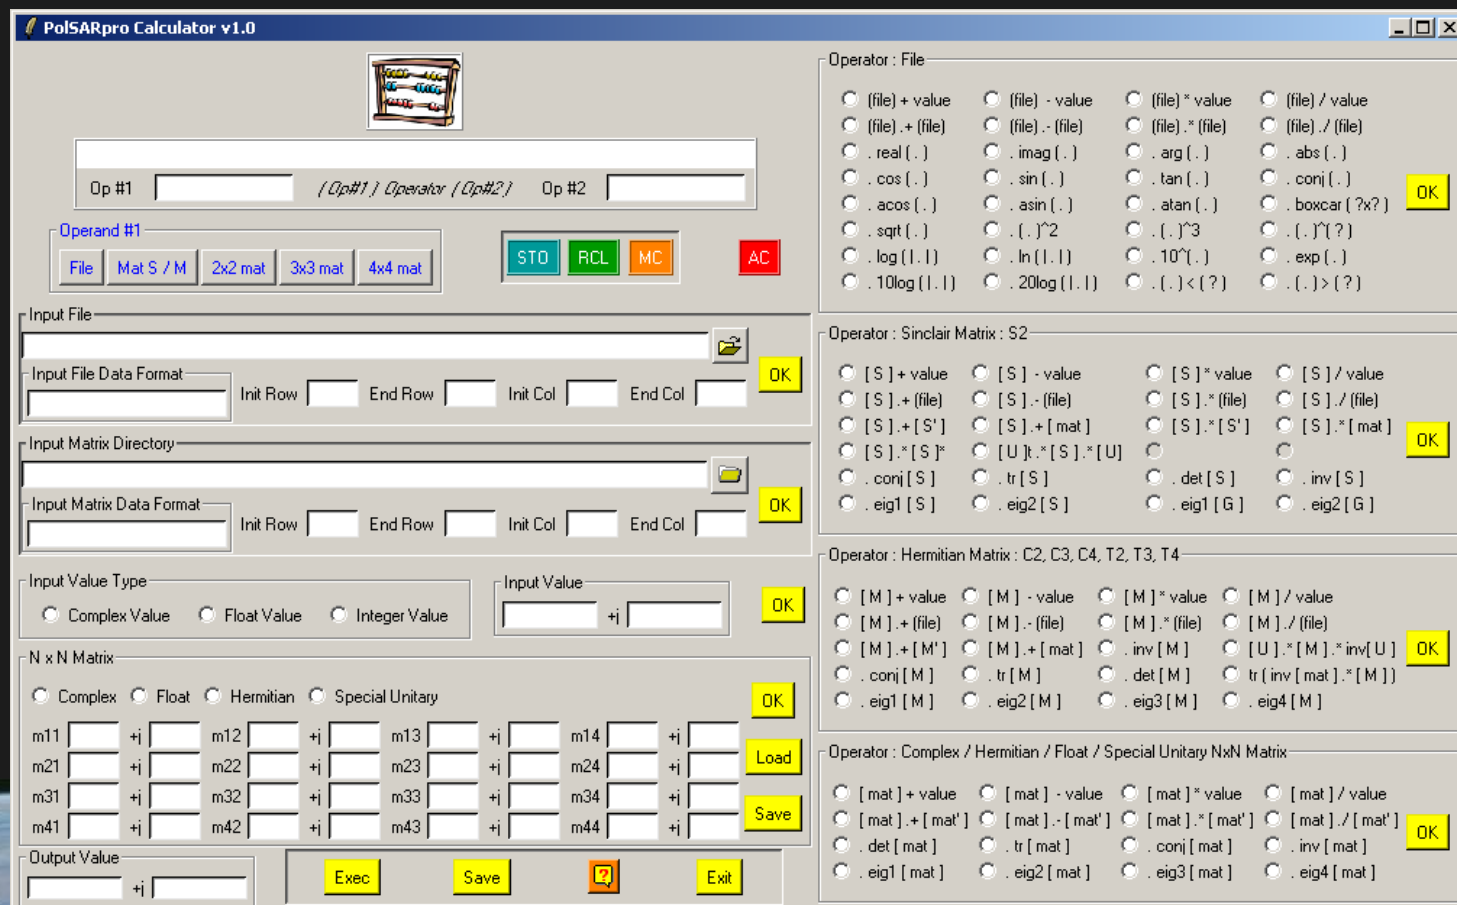 PolSARpro Calculator v1.0
Op #1 ( Op#1 ) Operator ( Op#2 ) Op #2
Operand #1
File Mat S / M 2x2 mat 3x3 mat 4x4 mat
STO RCL MC AC
Input File
OK
Input File Data Format
Init Row End Row Init Col End Col
Input Matrix Directory
OK
Input Matrix Data Format
Init Row End Row Init Col End Col
Input Value Type
Complex Value Float Value Integer Value
Input Value
+j
OK
N x N Matrix
Complex Float Hermitian Special Unitary
OK
m11 +j m12 +j m13 +j m14 +j
m21 +j m22 +j m23 +j m24 +j
Load
m31 +j m32 +j m33 +j m34 +j
m41 +j m42 +j m43 +j m44 +j
Save
Output Value
+j
Exec Save ? Exit
Operator : File
(file) + value (file) - value (file) * value (file) / value
(file) .+ (file) (file) .- (file) (file) .* (file) (file) ./ (file)
. real ( . ) . imag ( . ) . arg ( . ) . abs ( . )
. cos ( . ) . sin ( . ) . tan ( . ) . conj ( . )
. acos ( . ) . asin ( . ) . atan ( . ) . boxcar ( ?x? )
. sqrt ( . ) . ( . )^2 . ( . )^3 . ( . )^( ? )
. log ( | . | ) . ln ( | . | ) . 10^( . ) . exp ( . )
. 10log ( | . | ) . 20log ( | . | ) . ( . ) < ( ? ) . ( . ) > ( ? )
OK
Operator : Sinclair Matrix : S2
[ S ] + value [ S ] - value [ S ] * value [ S ] / value
[ S ] .+ (file) [ S ] .- (file) [ S ] .* (file) [ S ] ./ (file)
[ S ] .+ [ S' ] [ S ] .+ [ mat ] [ S ] .* [ S' ] [ S ] .* [ mat ]
[ S ] .* [ S ]* [ U ]t .* [ S ] .* [ U ]
. conj [ S ] . tr [ S ] . det [ S ] . inv [ S ]
. eig1 [ S ] . eig2 [ S ] . eig1 [ G ] . eig2 [ G ]
OK
Operator : Hermitian Matrix : C2, C3, C4, T2, T3, T4
[ M ] + value [ M ] - value [ M ] * value [ M ] / value
[ M ] .+ (file) [ M ] .- (file) [ M ] .* (file) [ M ] ./ (file)
[ M ] .+ [ M' ] [ M ] .+ [ mat ] . inv [ M ] [ U ] .* [ M ] .* inv[ U ]
. conj [ M ] . tr [ M ] . det [ M ] tr ( inv [ mat ] .* [ M ] )
. eig1 [ M ] . eig2 [ M ] . eig3 [ M ] . eig4 [ M ]
OK
Operator : Complex / Hermitian / Float / Special Unitary NxN Matrix
[ mat ] + value [ mat ] - value [ mat ] * value [ mat ] / value
[ mat ] .+ [ mat' ] [ mat ] .- [ mat' ] [ mat ] .* [ mat' ] [ mat ] ./ [ mat' ]
. det [ mat ] . tr [ mat ] . conj [ mat ] . inv [ mat ]
. eig1 [ mat ] . eig2 [ mat ] . eig3 [ mat ] . eig4 [ mat ]
OK